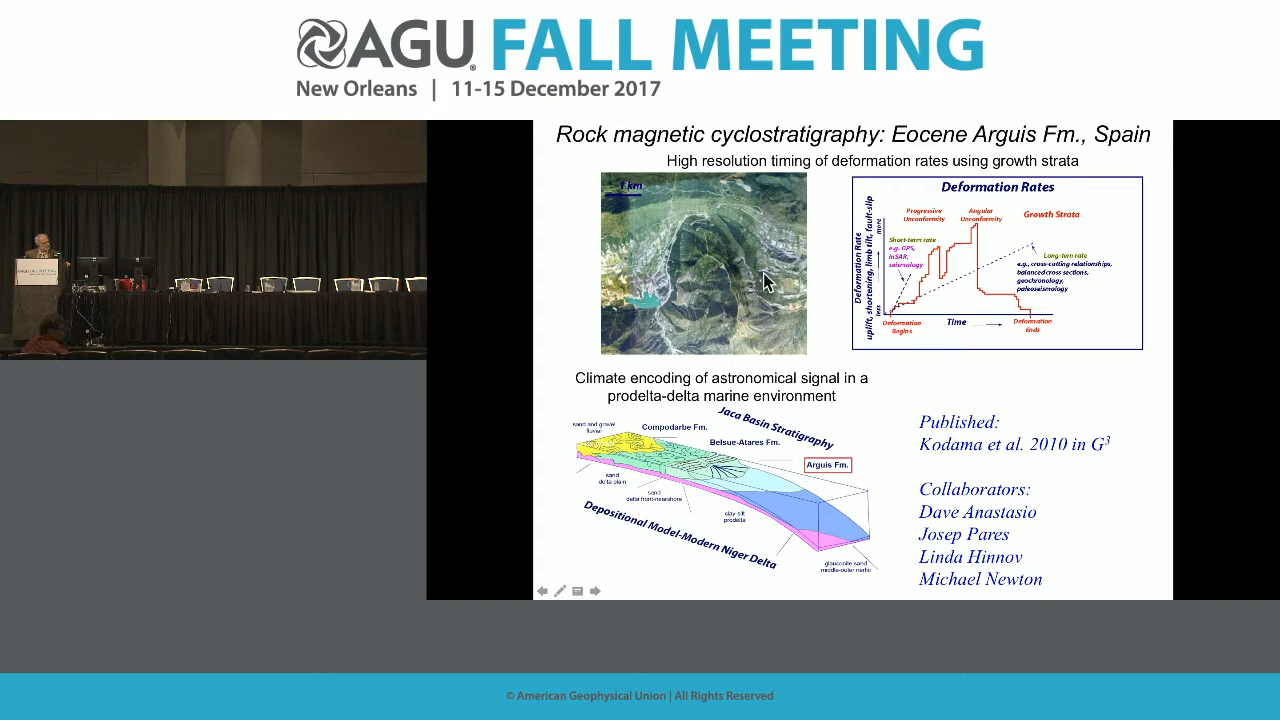 AGU FALL MEETING
New Orleans | 11-15 December 2017
Rock magnetic cyclostratigraphy: Eocene Arguis Fm., Spain
High resolution timing of deformation rates using growth strata
1 km
Deformation Rates
Progressive
Unconformity
Angular
Unconformity
Growth Strata
Deformation Rate
uplift, shortening, limb tilt, fault-slip
more
less
Short-term rate
e.g. GPS,
InSAR,
seismology
Long-term rate
e.g., cross-cutting relationships,
balanced cross sections,
geochronology,
paleoseismology
Deformation
Begins
Time
Deformation
Ends
Climate encoding of astronomical signal in a
prodelta-delta marine environment
Jaca Basin Stratigraphy
sand and gravel
fluvial
Compodarbe Fm.
Belsue-Atares Fm.
Arguis Fm.
sand
delta plain
sand
delta front-nearshore
clay-silt
prodelta
Depositional Model-Modern Niger Delta
glauconite sand
middle-outer neritic
Published:
Kodama et al. 2010 in G3
Collaborators:
Dave Anastasio
Josep Pares
Linda Hinnov
Michael Newton
© American Geophysical Union | All Rights Reserved